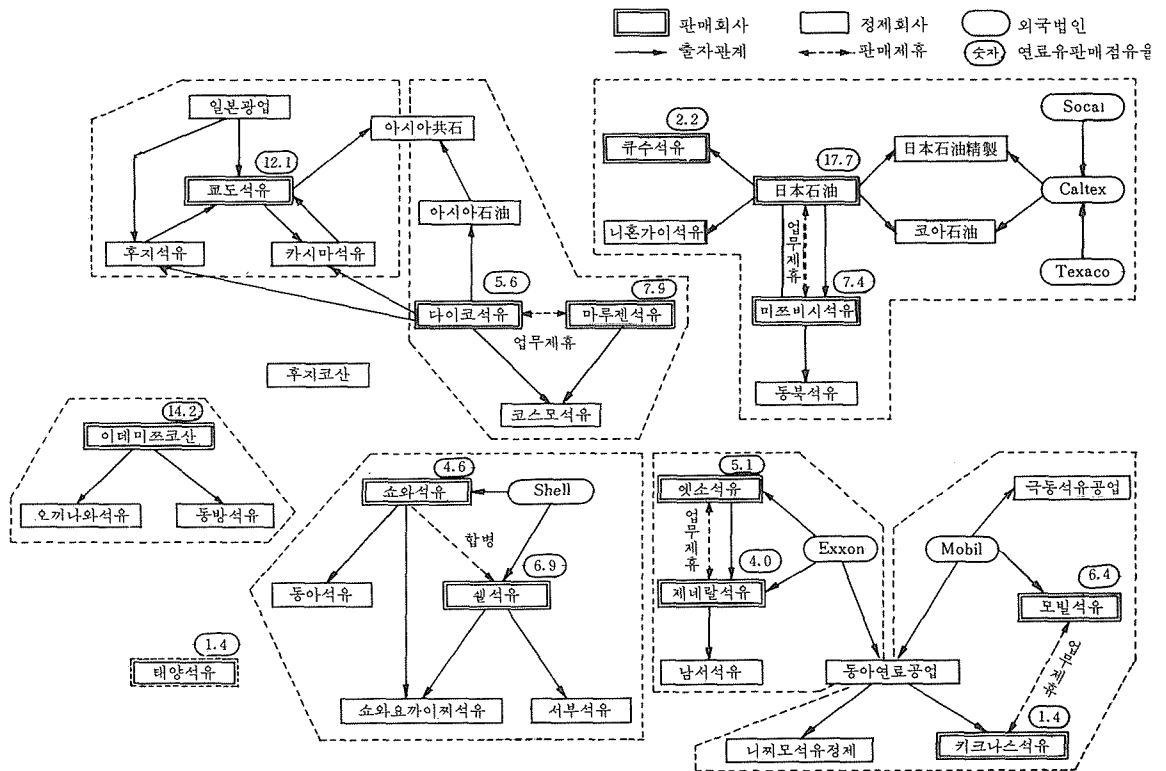 판매회사
정제회사
외국법인
출자관계
판매제휴
숫자
연료유판매점유율
일본광업
아시아共石
12.1
쿄도석유
아시아石油
후지석유
카시마석유
5.6
7.9
다이코석유
마루젠석유
업무제휴
후지코산
코스모석유
2.2
큐수석유
17.7
日本石油
日本石油精製
Socal
Caltex
니혼가이석유
업무제휴
코아石油
Texaco
7.4
미쯔비시석유
동북석유
14.2
이데미쯔코산
오끼나와석유
동방석유
4.6
쇼와석유
Shell
합병
6.9
동아석유
쉘석유
1.4
태양석유
쇼와요까이찌석유
서부석유
5.1
엣소석유
업무제휴
Exxon
4.0
제네랄석유
남서석유
극동석유공업
Mobil
6.4
모빌석유
동아연료공업
업무제휴
1.4
니찌모석유정제
키크나스석유